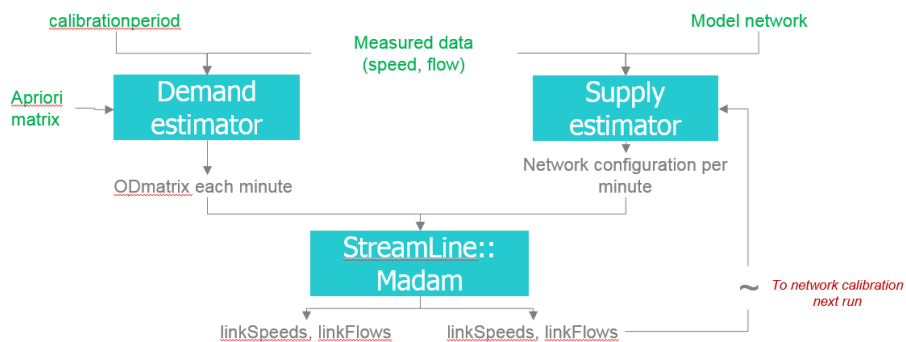 calibrationperiod
Model network
Measured data
(speed, flow)
Apriori
matrix
Demand
estimator
Supply
estimator
ODmatrix each minute
Network configuration per
minute
StreamLine::
Madam
~
To network calibration
next run
linkSpeeds, linkFlows
linkSpeeds, linkFlows